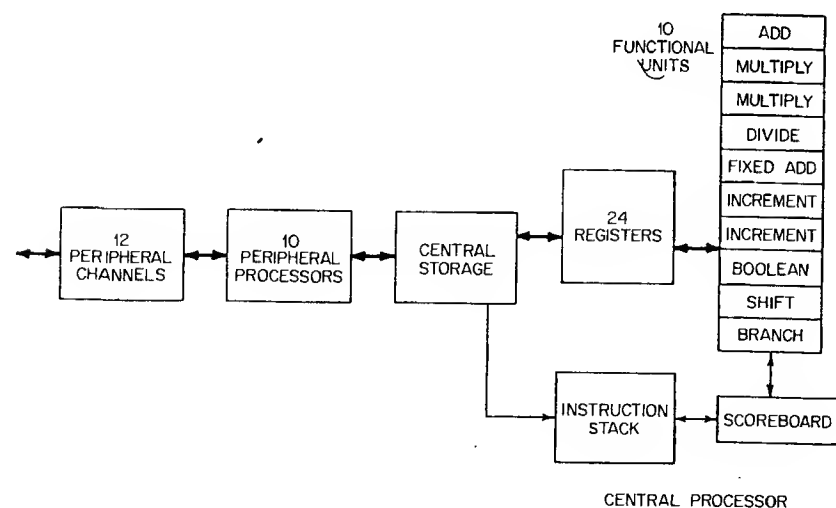 10
FUNCTIONAL
UNITS
ADD
MULTIPLY
MULTIPLY
DIVIDE
FIXED ADD
INCREMENT
INCREMENT
BOOLEAN
SHIFT
BRANCH
12
PERIPHERAL
CHANNELS
10
PERIPHERAL
PROCESSORS
CENTRAL
STORAGE
24
REGISTERS
INSTRUCTION
STACK
SCOREBOARD
CENTRAL PROCESSOR